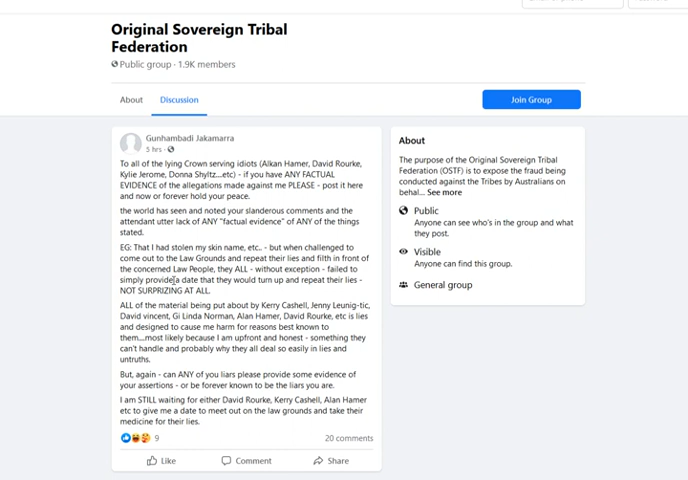 Original Sovereign Tribal
Federation
Public group · 1.9K members
About
Discussion
Join Group
Gunhambadi Jakamarra
5 hrs ·
To all of the lying Crown serving idiots (Alkan Hamer, David Rourke,
Kylie Jerome, Donna Shyltz...etc) - if you have ANY FACTUAL
EVIDENCE of the allegations made against me PLEASE - post it here
and now or forever hold your peace.
the world has seen and noted your slanderous comments and the
attendant utter lack of ANY "factual evidence" of ANY of the things
stated.
EG: That I had stolen my skin name, etc.. - but when challenged to
come out to the Law Grounds and repeat their lies and filth in front of
the concerned Law People, they ALL - without exception - failed to
simply provide a date that they would turn up and repeat their lies -
NOT SURPRIZING AT ALL.
ALL of the material being put about by Kerry Cashell, Jenny Leunig-tic,
David vincent, Gi Linda Norman, Alan Hamer, David Rourke, etc is lies
and designed to cause me harm for reasons best known to
them...most likely because I am upfront and honest - something they
can't handle and probably why they all deal so easily in lies and
untruths.
But, again - can ANY of you liars please provide some evidence of
your assertions - or be forever known to be the liars you are.
I am STILL waiting for either David Rourke, Kerry Cashell, Alan Hamer
etc to give me a date to meet out on the law grounds and take their
medicine for their lies.
9
20 comments
Like
Comment
Share
About
The purpose of the Original Sovereign Tribal
Federation (OSTF) is to expose the fraud being
conducted against the Tribes by Australians on
behal... See more
Public
Anyone can see who's in the group and what
they post.
Visible
Anyone can find this group.
General group